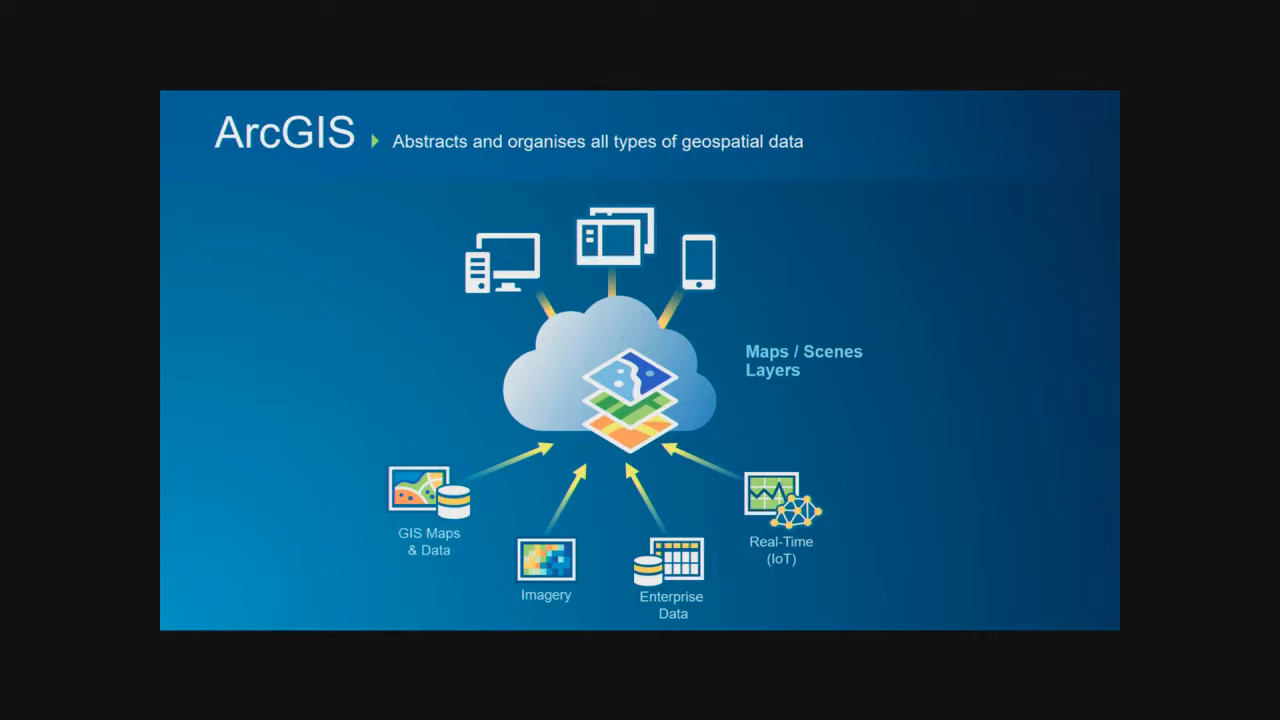 ArcGIS
Abstracts and organises all types of geospatial data
Maps / Scenes
Layers
GIS Maps
& Data
Imagery
Enterprise
Data
Real-Time
(IoT)